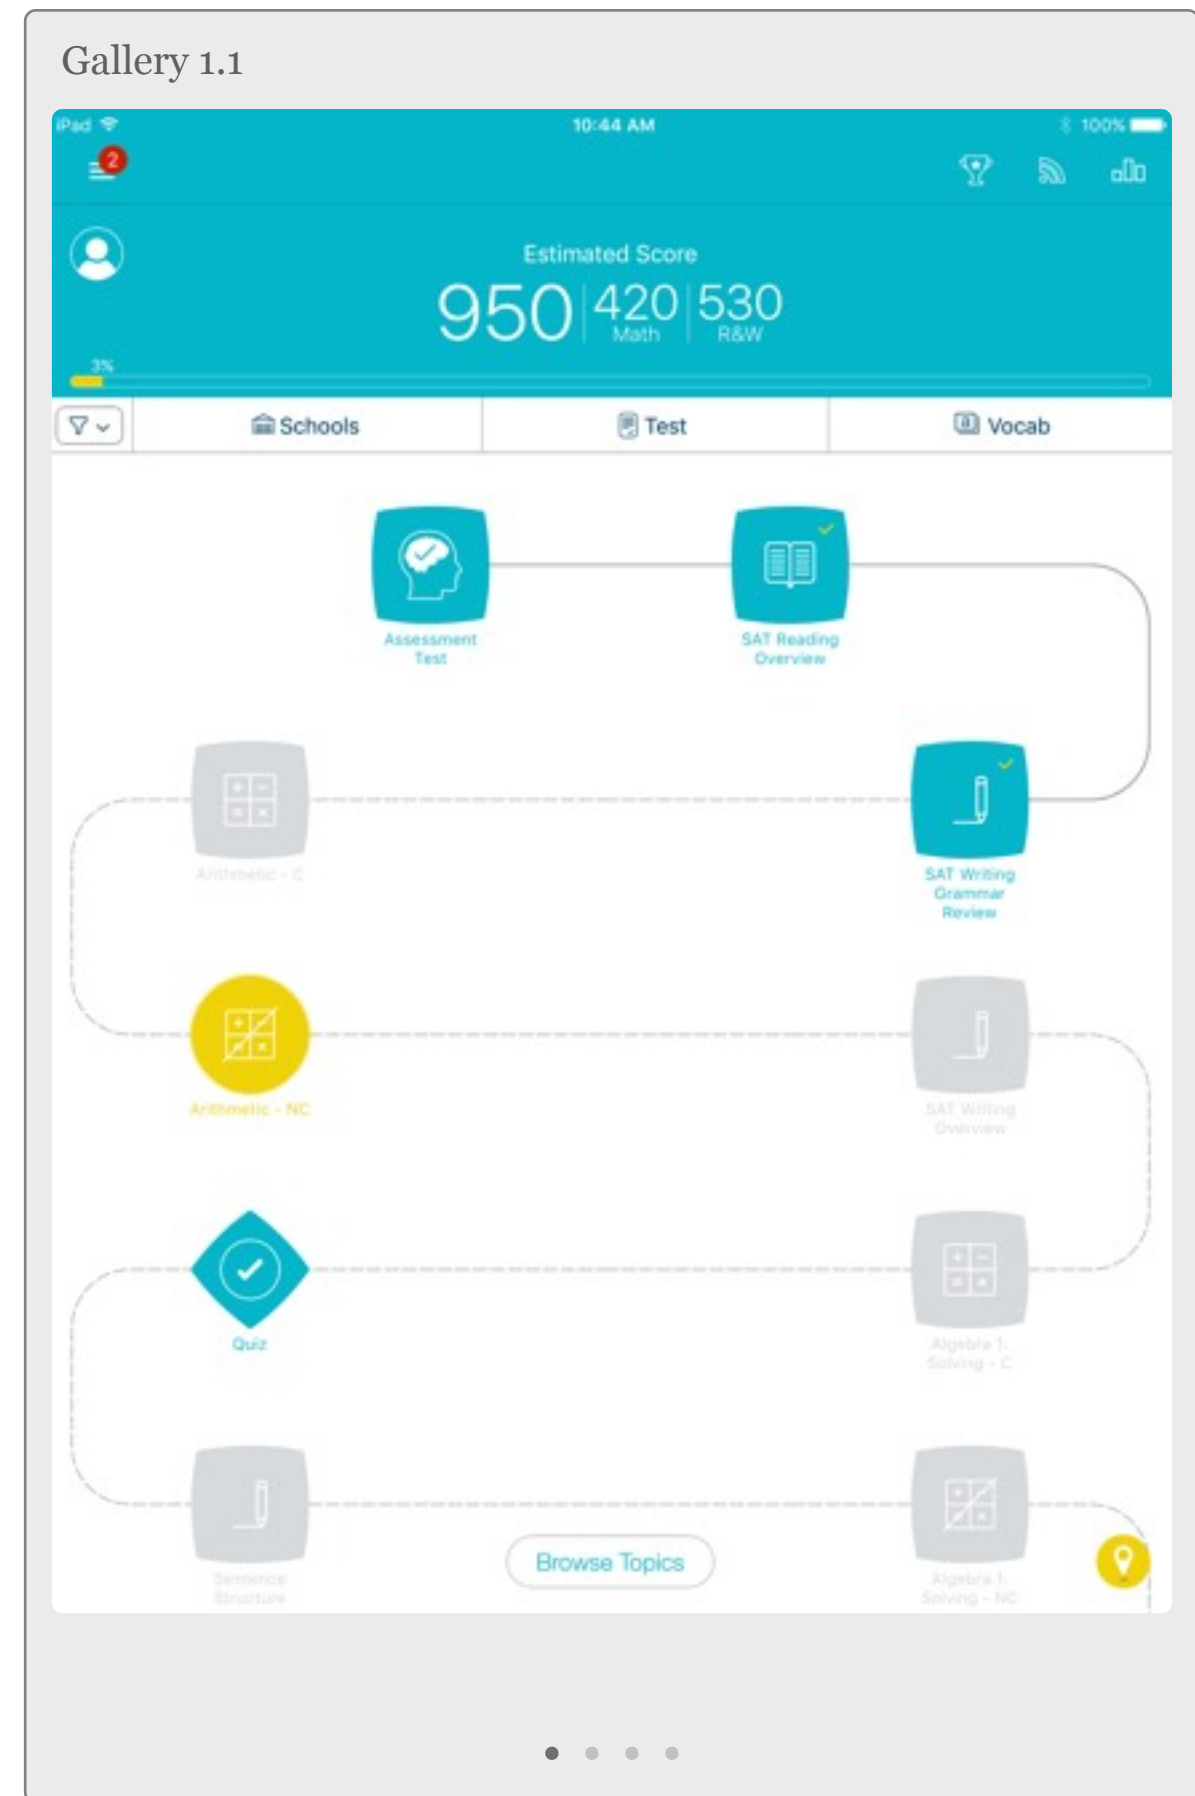 Gallery 1.1
iPad 10:44 AM 100%
2
Estimated Score
950 420 530
Math R&W
3%
Schools Test Vocab
Assessment
Test
SAT Reading
Overview
Arithmetic - C
SAT Writing
Grammar
Review
Arithmetic - NC
SAT Writing
Overview
Quiz
Algebra 1:
Solving - C
Sentence
Structure
Browse Topics
Algebra 1:
Solving - NC